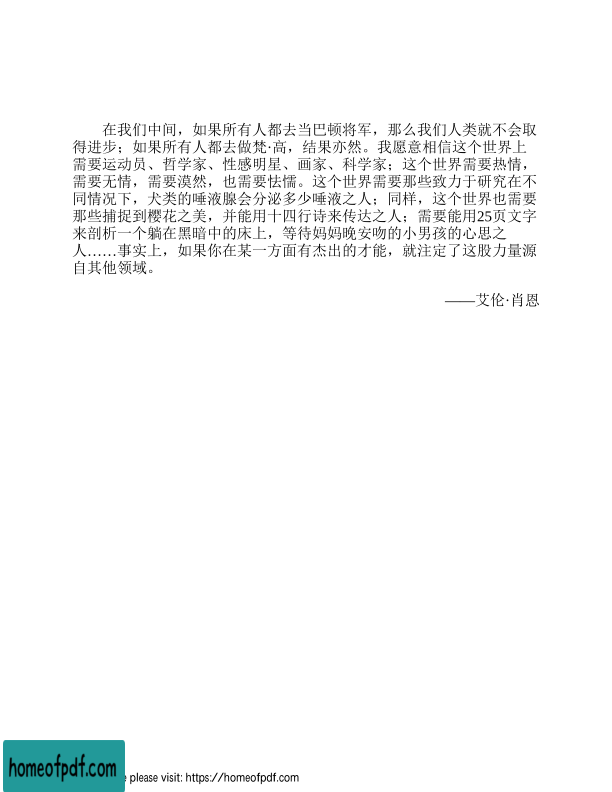 在我们中间，如果所有人都去当巴顿将军，那么我们人类就不会取
得进步；如果所有人都去做梵·高，结果亦然。我愿意相信这个世界上
需要运动员、哲学家、性感明星、画家、科学家；这个世界需要热情，
需要无情，需要漠然，也需要怯懦。这个世界需要那些致力于研究在不
同情况下，犬类的唾液腺会分泌多少唾液之人；同样，这个世界也需要
那些捕捉到樱花之美，并能用十四行诗来传达之人；需要能用25页文字
来剖析一个躺在黑暗中的床上，等待妈妈晚安吻的小男孩的心思之
人……事实上，如果你在某一方面有杰出的才能，就注定了这股力量源
自其他领域。
——艾伦·肖恩
homeofpdf.com
please visit: https://homeofpdf.com